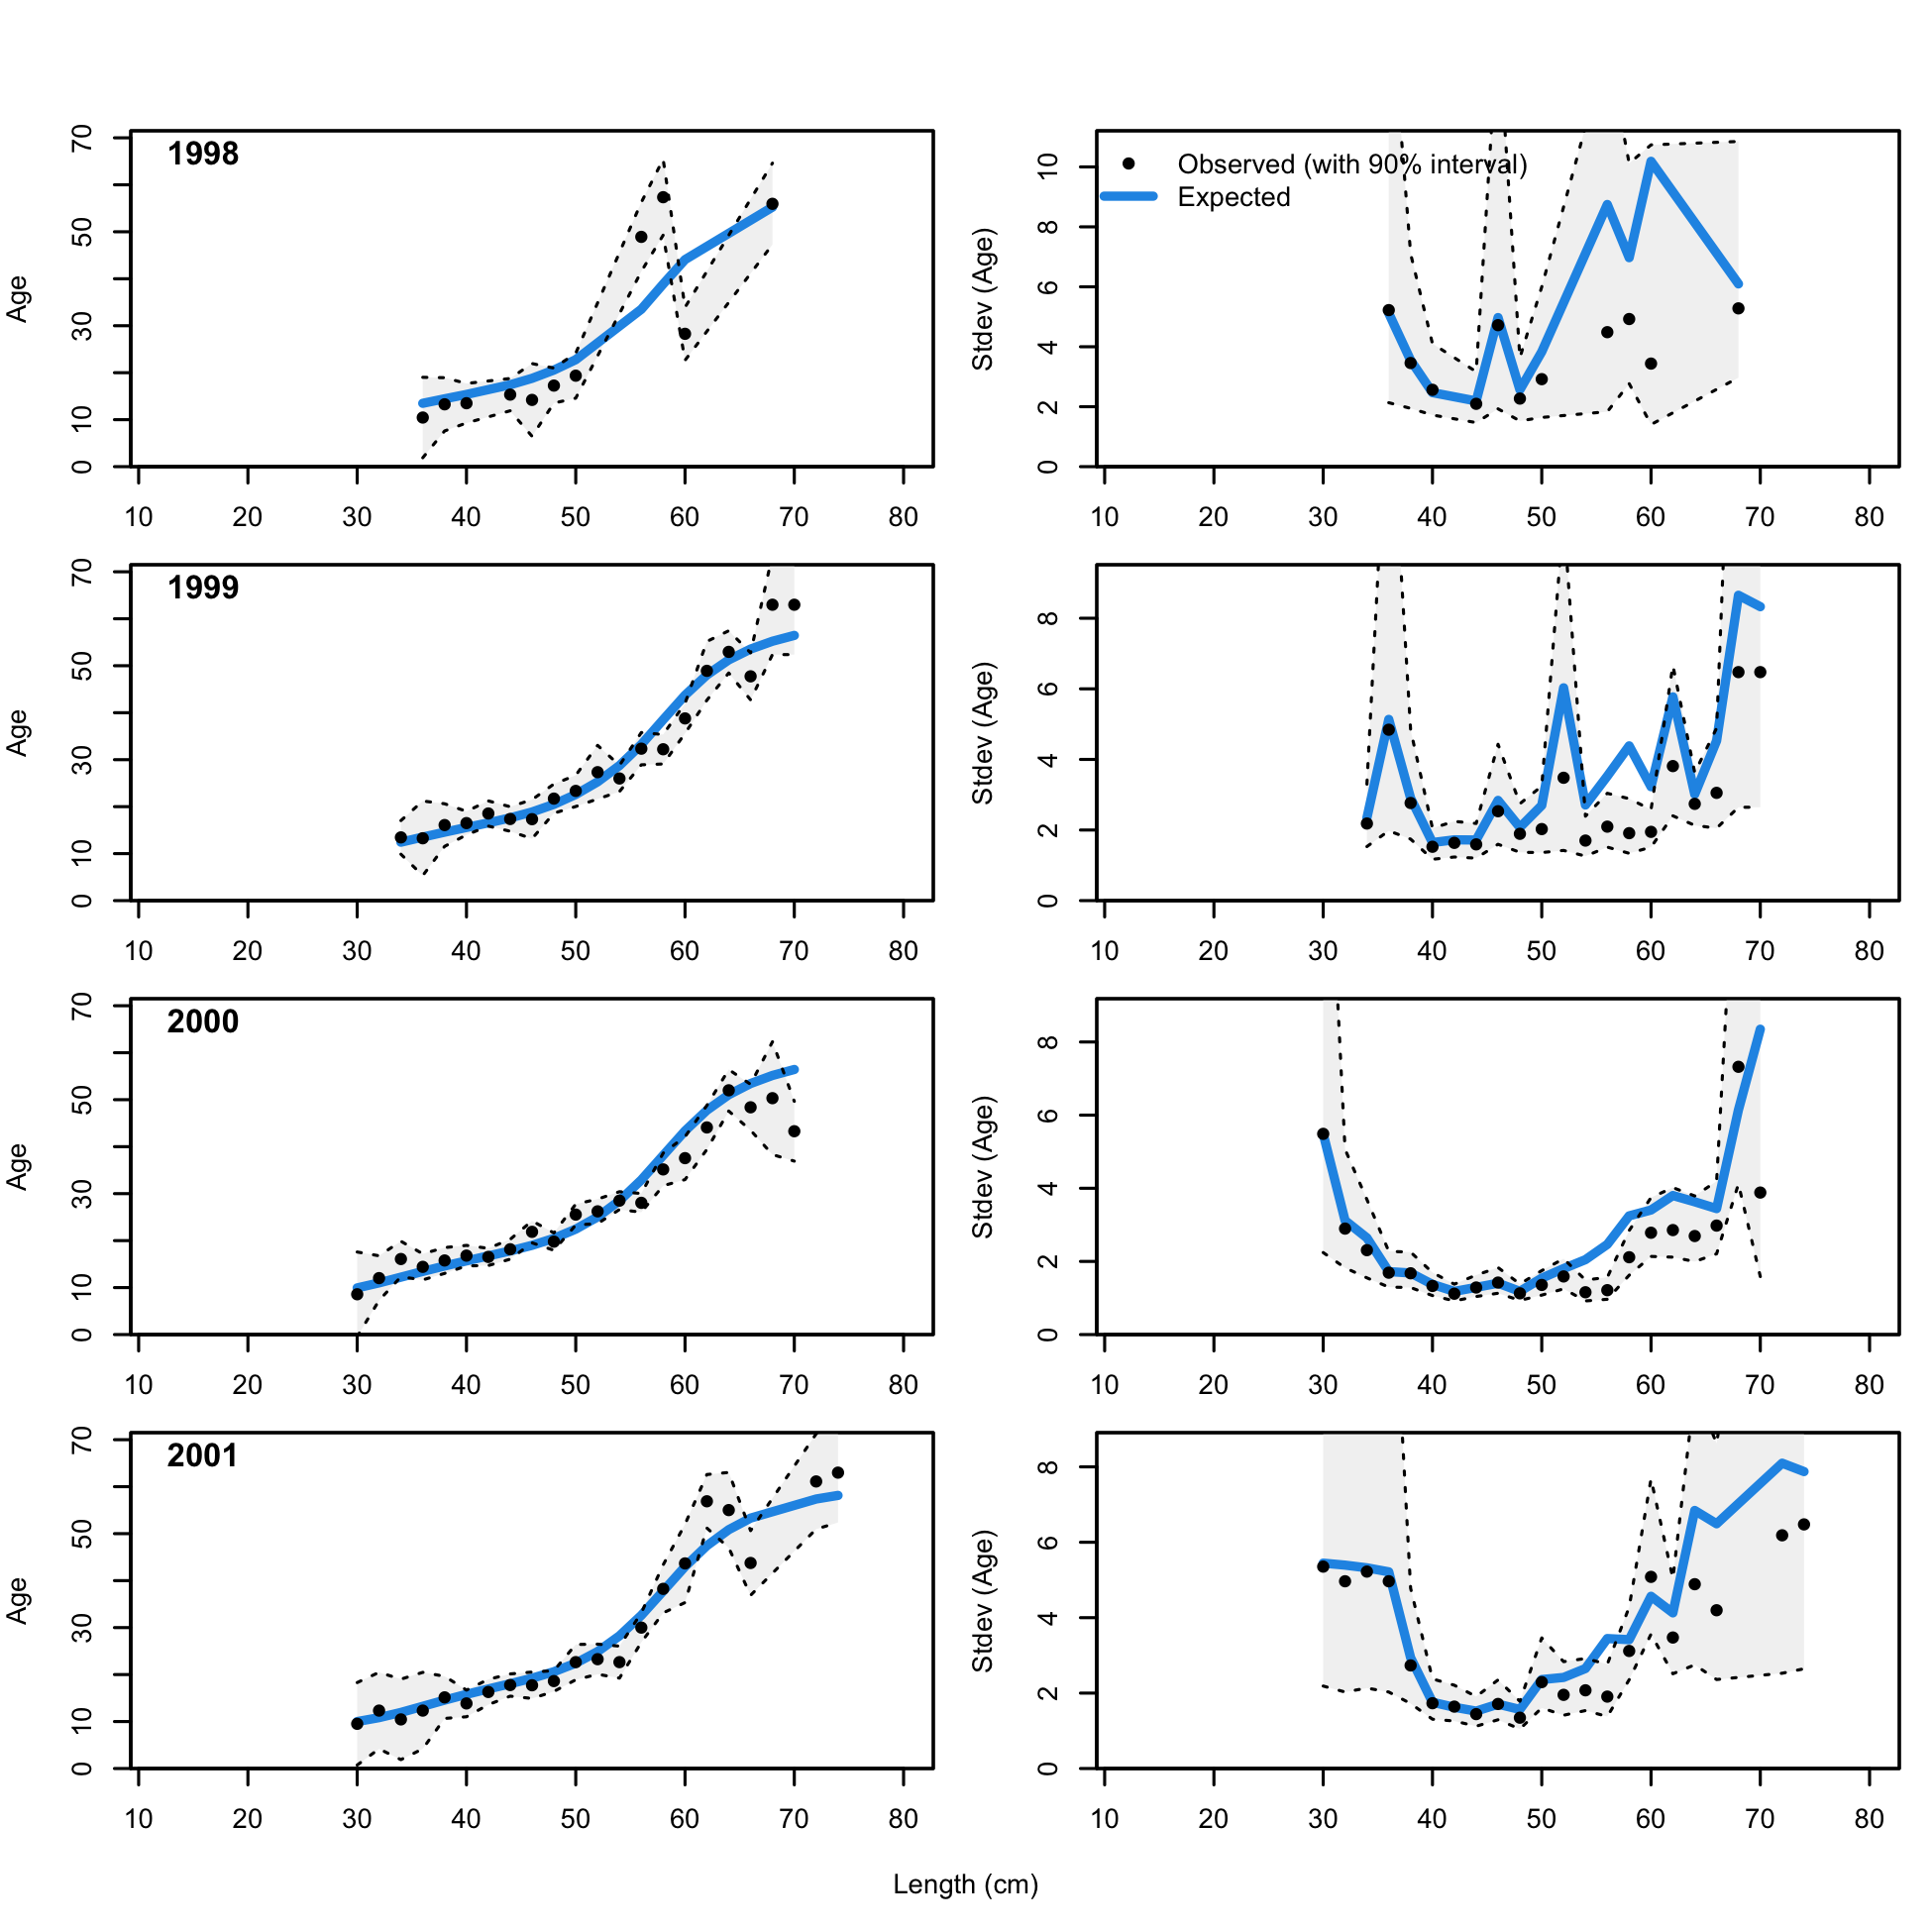 1998
Age
0 10 30 50 70
10 20 30 40 50 60 70 80
Observed (with 90% interval)
Expected
Stdev (Age)
0 2 4 6 8 10
10 20 30 40 50 60 70 80
1999
Age
0 10 30 50 70
10 20 30 40 50 60 70 80
Stdev (Age)
0 2 4 6 8
10 20 30 40 50 60 70 80
2000
Age
0 10 30 50 70
10 20 30 40 50 60 70 80
Stdev (Age)
0 2 4 6 8
10 20 30 40 50 60 70 80
2001
Age
0 10 30 50 70
10 20 30 40 50 60 70 80
Stdev (Age)
0 2 4 6 8
10 20 30 40 50 60 70 80
Length (cm)